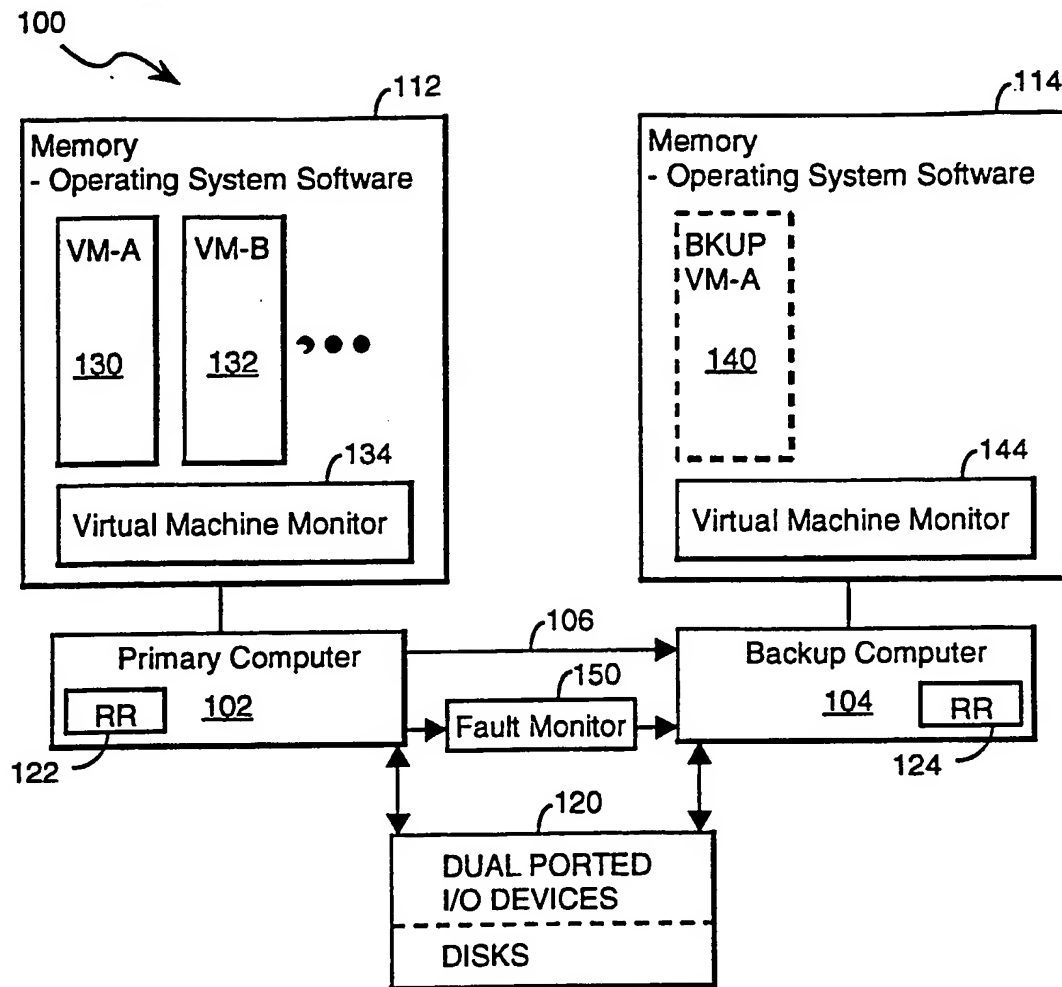 100
112
Memory
- Operating System Software
VM-A
130
VM-B
132
134
Virtual Machine Monitor
114
Memory
- Operating System Software
BKUP
VM-A
140
144
Virtual Machine Monitor
Primary Computer
RR
102
122
106
150
Fault Monitor
Backup Computer
104
RR
124
120
DUAL PORTED
I/O DEVICES
DISKS